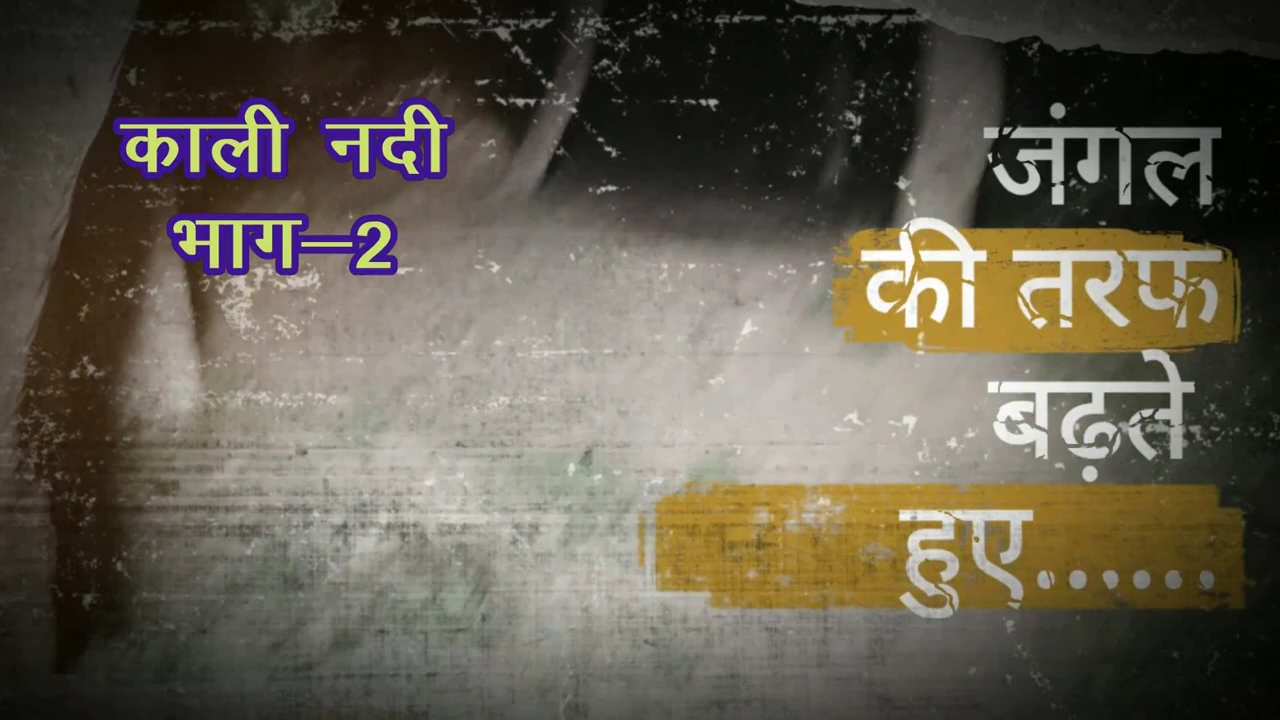 काली नदी
भाग–2
जंगल
की तरफ
बढ़ते
हुए......